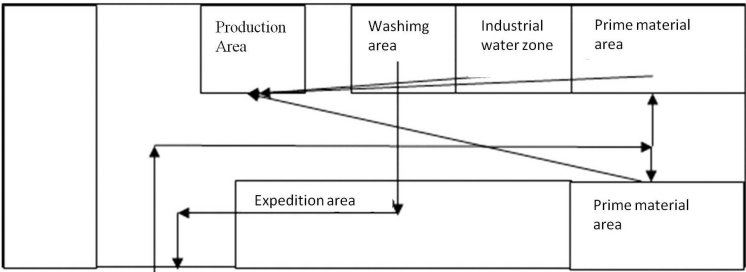 Production
Area
Washimg
area
Industrial
water zone
Prime material
area
Expedition area
Prime material
area